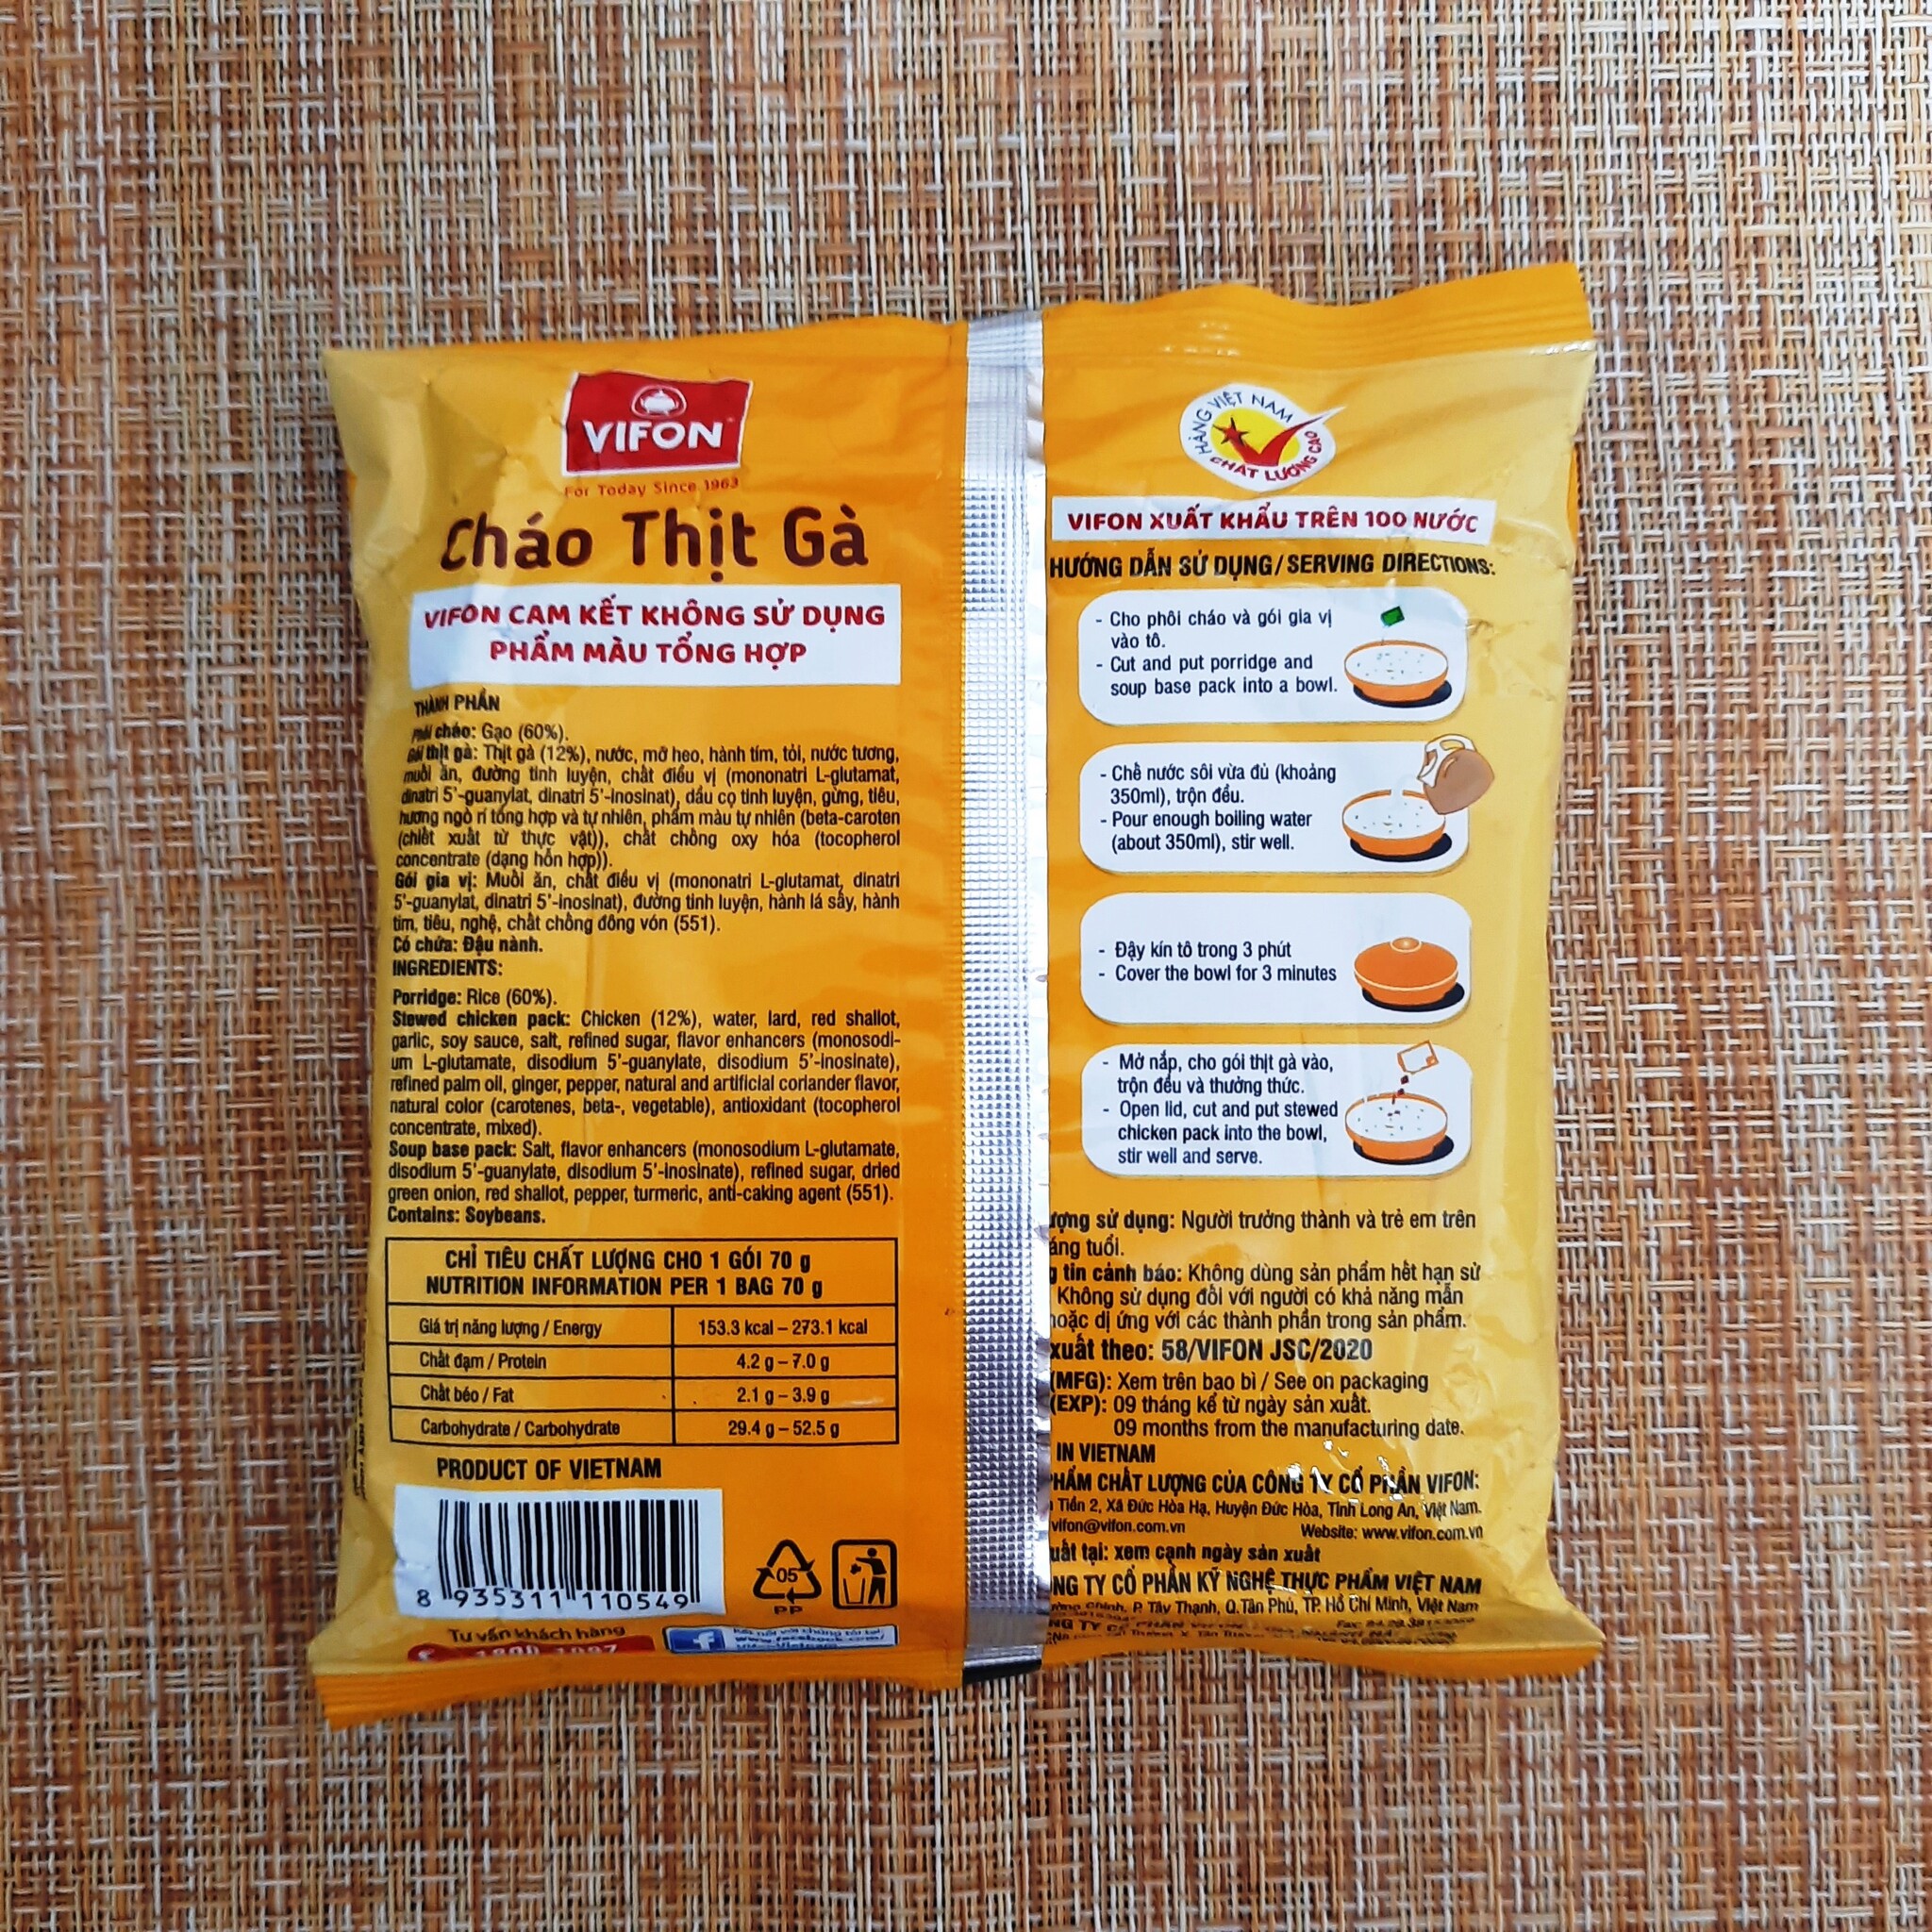 VIFON
For Today Since 1963
Cháo Thịt Gà
VIFON CAM KẾT KHÔNG SỬ DỤNG
PHẨM MÀU TỔNG HỢP
THÀNH PHẦN
Phôi cháo: Gạo (60%).
Gói thịt gà: Thịt gà (12%), nước, mỡ heo, hành tím, tỏi, nước tương,
muối ăn, đường tinh luyện, chất điều vị (mononatri L-glutamat,
dinatri 5'-guanylat, dinatri 5'-inosinat), dầu cọ tinh luyện, gừng, tiêu,
hương ngò rí tổng hợp và tự nhiên, phẩm màu tự nhiên (beta-caroten
(chiết xuất từ thực vật)), chất chống oxy hóa (tocopherol
concentrate (dạng hỗn hợp)).
Gói gia vị: Muối ăn, chất điều vị (mononatri L-glutamat, dinatri
5'-guanylat, dinatri 5'-inosinat), đường tinh luyện, hành lá sấy, hành
tím, tiêu, nghệ, chất chống đông vón (551).
Có chứa: Đậu nành.
INGREDIENTS:
Porridge: Rice (60%).
Stewed chicken pack: Chicken (12%), water, lard, red shallot,
garlic, soy sauce, salt, refined sugar, flavor enhancers (monosodi-
um L-glutamate, disodium 5'-guanylate, disodium 5'-inosinate),
refined palm oil, ginger, pepper, natural and artificial coriander flavor,
natural color (carotenes, beta-, vegetable), antioxidant (tocopherol
concentrate, mixed).
Soup base pack: Salt, flavor enhancers (monosodium L-glutamate,
disodium 5'-guanylate, disodium 5'-inosinate), refined sugar, dried
green onion, red shallot, pepper, turmeric, anti-caking agent (551).
Contains: Soybeans.
CHỈ TIÊU CHẤT LƯỢNG CHO 1 GÓI 70 g
NUTRITION INFORMATION PER 1 BAG 70 g
Giá trị năng lượng / Energy 153.3 kcal – 273.1 kcal
Chất đạm / Protein 4.2 g – 7.0 g
Chất béo / Fat 2.1 g – 3.9 g
Carbohydrate / Carbohydrate 29.4 g – 52.5 g
PRODUCT OF VIETNAM
8 935311 110549
05
PP
Tư vấn khách hàng
f
HÀNG VIỆT NAM
CHẤT LƯỢNG CAO
VIFON XUẤT KHẨU TRÊN 100 NƯỚC
HƯỚNG DẪN SỬ DỤNG/SERVING DIRECTIONS:
- Cho phôi cháo và gói gia vị
vào tô.
- Cut and put porridge and
soup base pack into a bowl.
- Chế nước sôi vừa đủ (khoảng
350ml), trộn đều.
- Pour enough boiling water
(about 350ml), stir well.
- Đậy kín tô trong 3 phút
- Cover the bowl for 3 minutes
- Mở nắp, cho gói thịt gà vào,
trộn đều và thưởng thức.
- Open lid, cut and put stewed
chicken pack into the bowl,
stir well and serve.
ượng sử dụng: Người trưởng thành và trẻ em trên
áng tuổi.
g tin cảnh báo: Không dùng sản phẩm hết hạn sử
Không sử dụng đối với người có khả năng mẫn
hoặc dị ứng với các thành phần trong sản phẩm.
xuất theo: 58/VIFON JSC/2020
(MFG): Xem trên bao bì / See on packaging
(EXP): 09 tháng kể từ ngày sản xuất.
09 months from the manufacturing date.
IN VIETNAM
PHẨM CHẤT LƯỢNG CỦA CÔNG TY CỔ PHẦN VIFON:
Tiền 2, Xã Đức Hòa Hạ, Huyện Đức Hòa, Tỉnh Long An, Việt Nam.
vifon@vifon.com.vn Website: www.vifon.com.vn
uất tại: xem cạnh ngày sản xuất
NG TY CỔ PHẦN KỸ NGHỆ THỰC PHẨM VIỆT NAM
Chinh, P. Tây Thạnh, Q. Tân Phú, TP. Hồ Chí Minh, Việt Nam